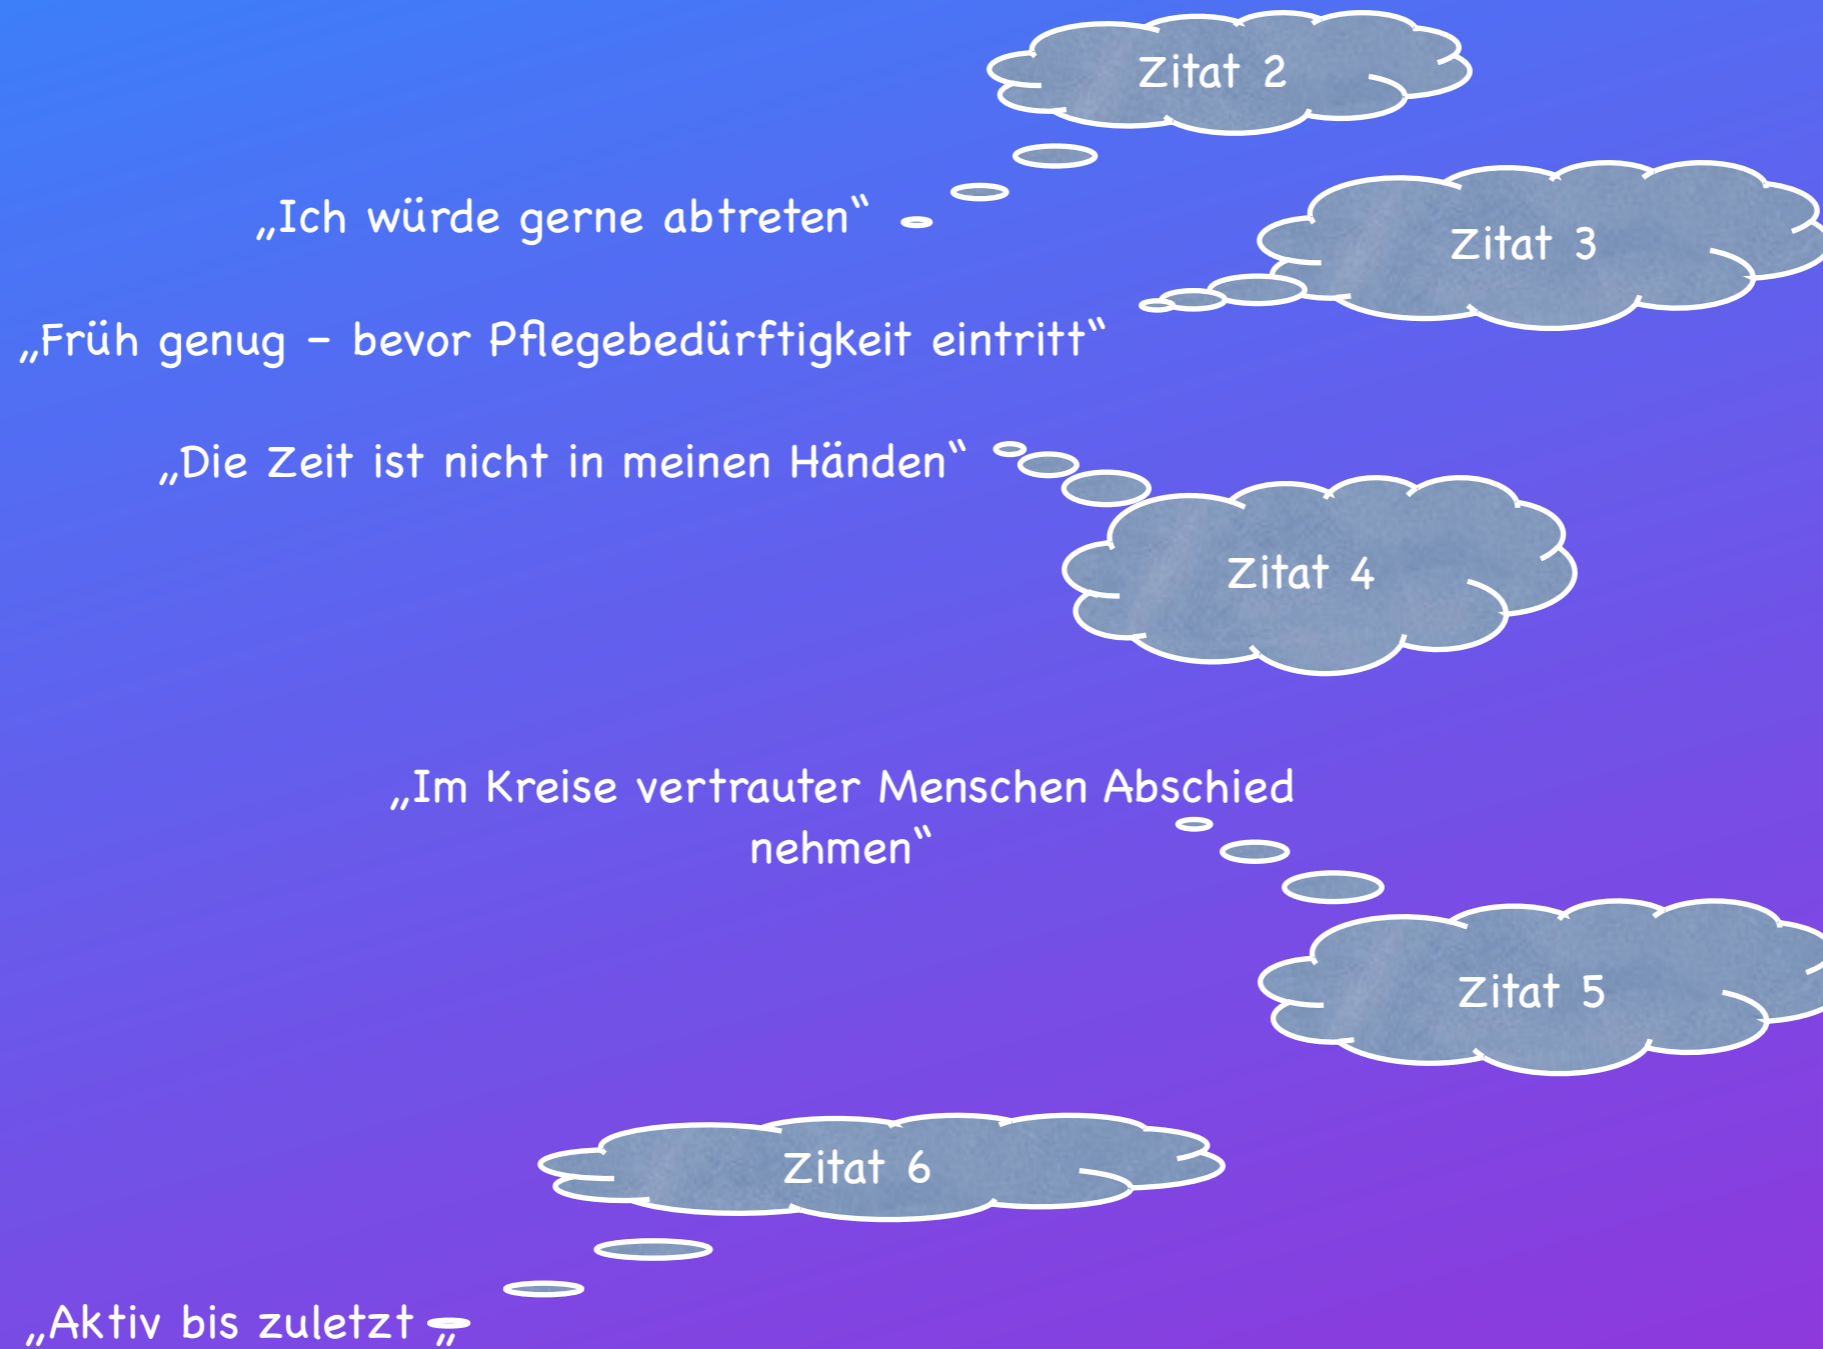 Zitat 2
„Ich würde gerne abtreten“
Zitat 3
„Früh genug – bevor Pflegebedürftigkeit eintritt“
„Die Zeit ist nicht in meinen Händen“
Zitat 4
„Im Kreise vertrauter Menschen Abschied
nehmen“
Zitat 5
Zitat 6
„Aktiv bis zuletzt „